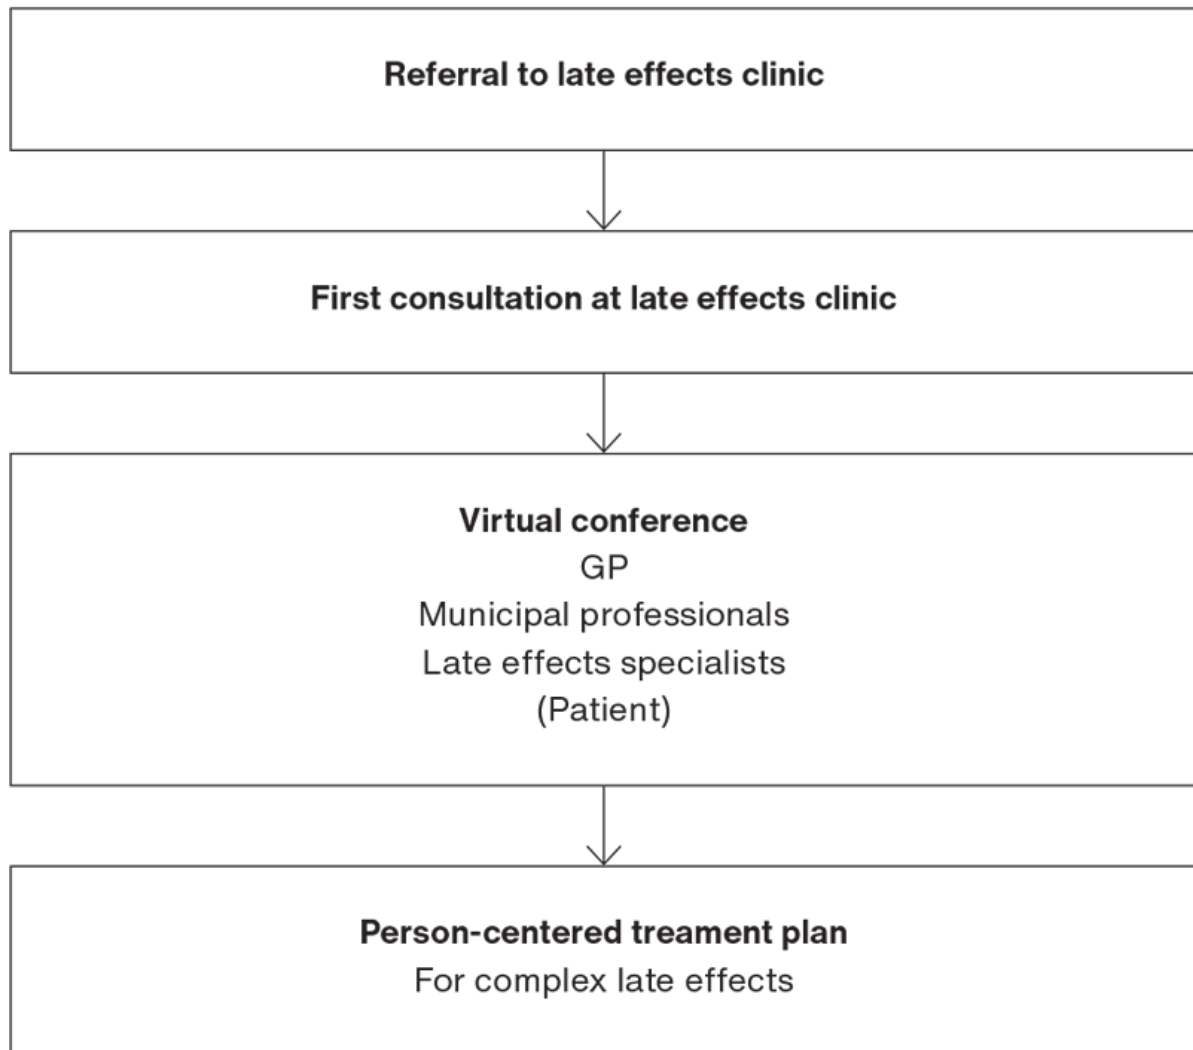 Referral to late effects clinic
First consultation at late effects clinic
Virtual conference
GP
Municipal professionals
Late effects specialists
(Patient)
Person-centered treament plan
For complex late effects